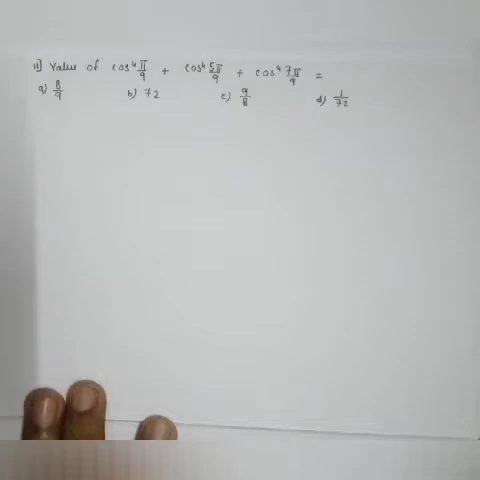 11] Value of cos⁴ π/9 + cos⁴ 5π/9 + cos⁴ 7π/9 =
a) 8/9 b) 72 c) 9/8 d) 1/72